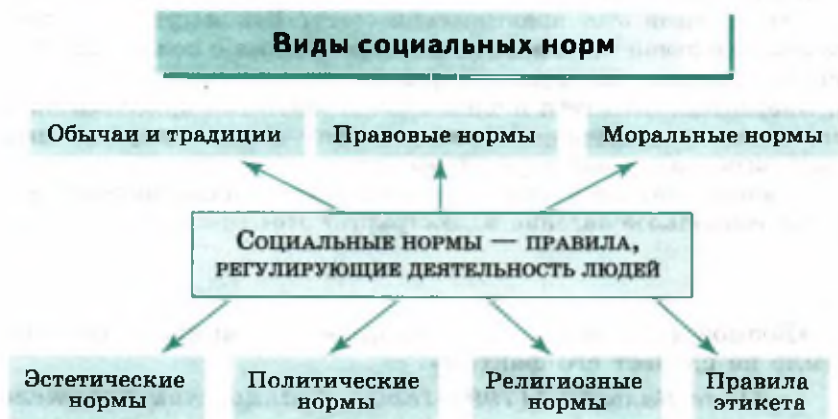 Виды социальных норм
Обычаи и традиции
Правовые нормы
Моральные нормы
Социальные нормы — правила,
регулирующие деятельность людей
Эстетические
нормы
Политические
нормы
Религиозные
нормы
Правила
этикета